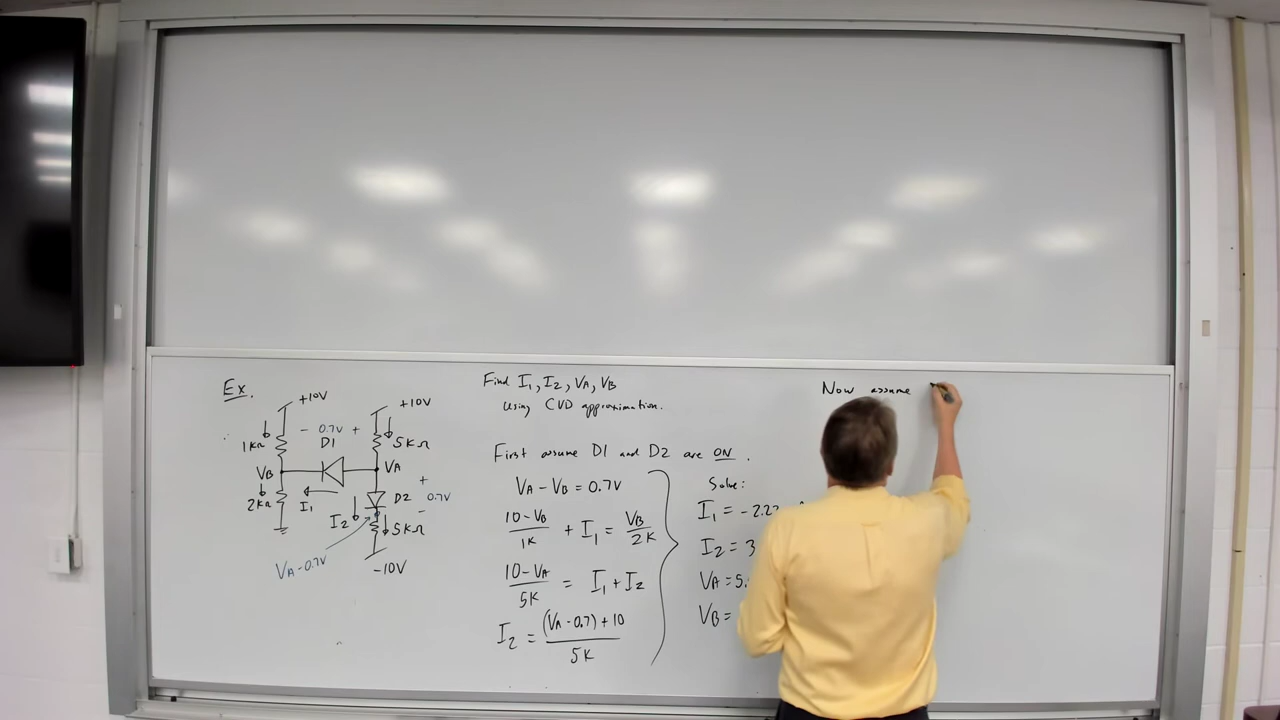 Ex.
+10V
+10V
- 0.7V +
D1
1KΩ
5KΩ
VB
VA
2KΩ
I1
D2
+
0.7V
-
I2
5KΩ
VA-0.7V
-10V
Find I1, I2, VA, VB
using CVD approximation.
First assume D1 and D2 are ON.
VA - VB = 0.7V
10-VB/1K + I1 = VB/2K
10-VA/5K = I1 + I2
I2 = (VA-0.7)+10/5K
Solve:
I1 = -2.2
I2 = 3
VA = 5.
VB =
Now assume